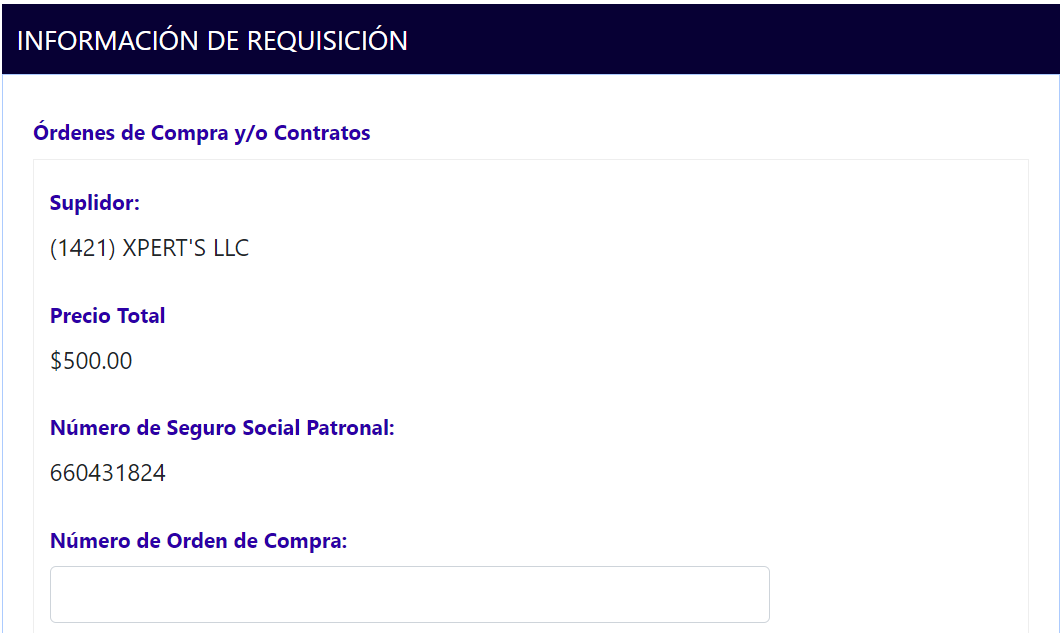 INFORMACIÓN DE REQUISICIÓN
Órdenes de Compra y/o Contratos
Suplidor:
(1421) XPERT'S LLC
Precio Total
$500.00
Número de Seguro Social Patronal:
660431824
Número de Orden de Compra: